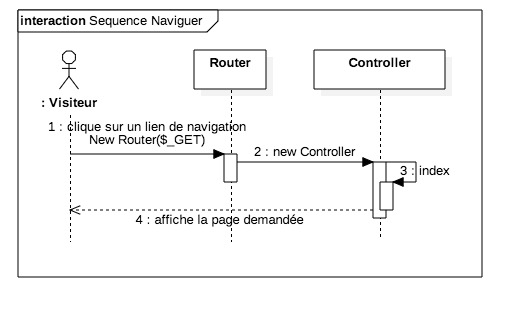 interaction Sequence Naviguer
Router
Controller
: Visiteur
1 : clique sur un lien de navigation
New Router($_GET)
2 : new Controller
3 : index
4 : affiche la page demandée